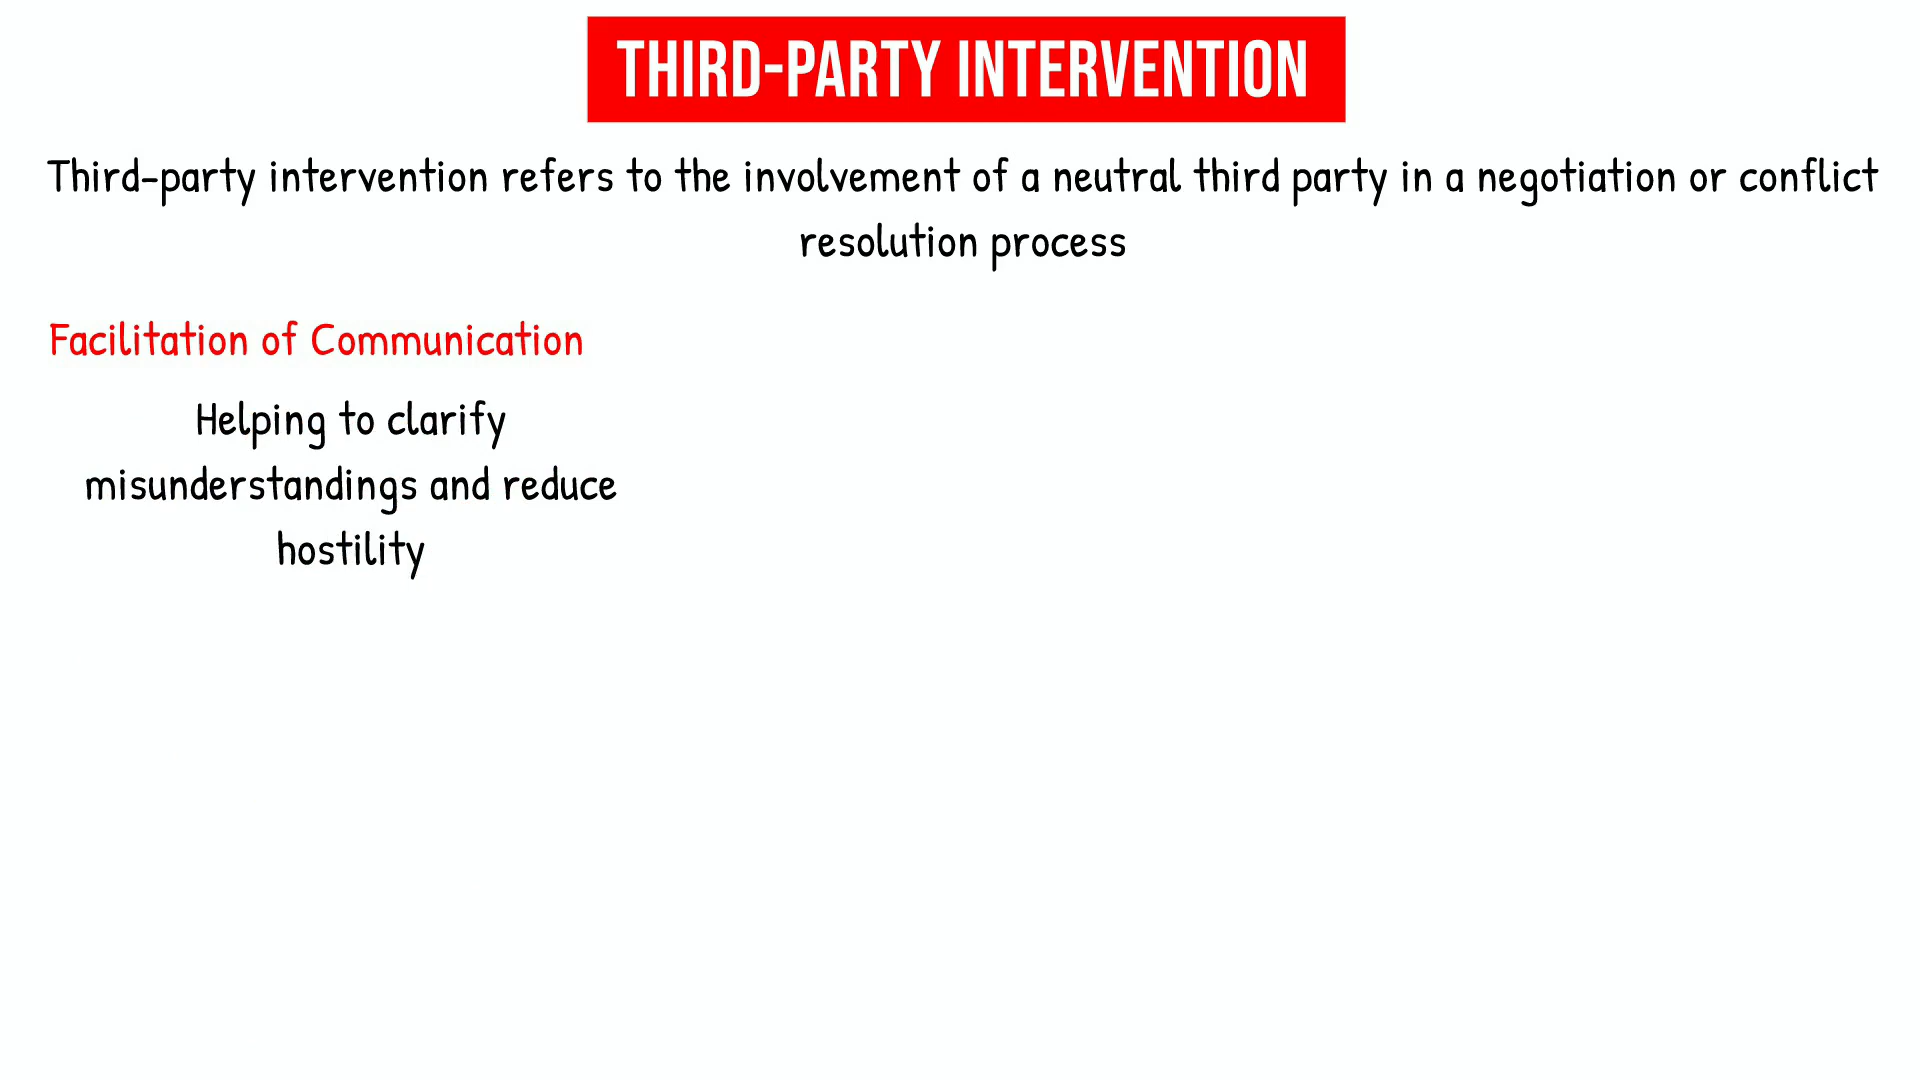 THIRD-PARTY INTERVENTION
Third-party intervention refers to the involvement of a neutral third party in a negotiation or conflict
resolution process
Facilitation of Communication
Helping to clarify
misunderstandings and reduce
hostility